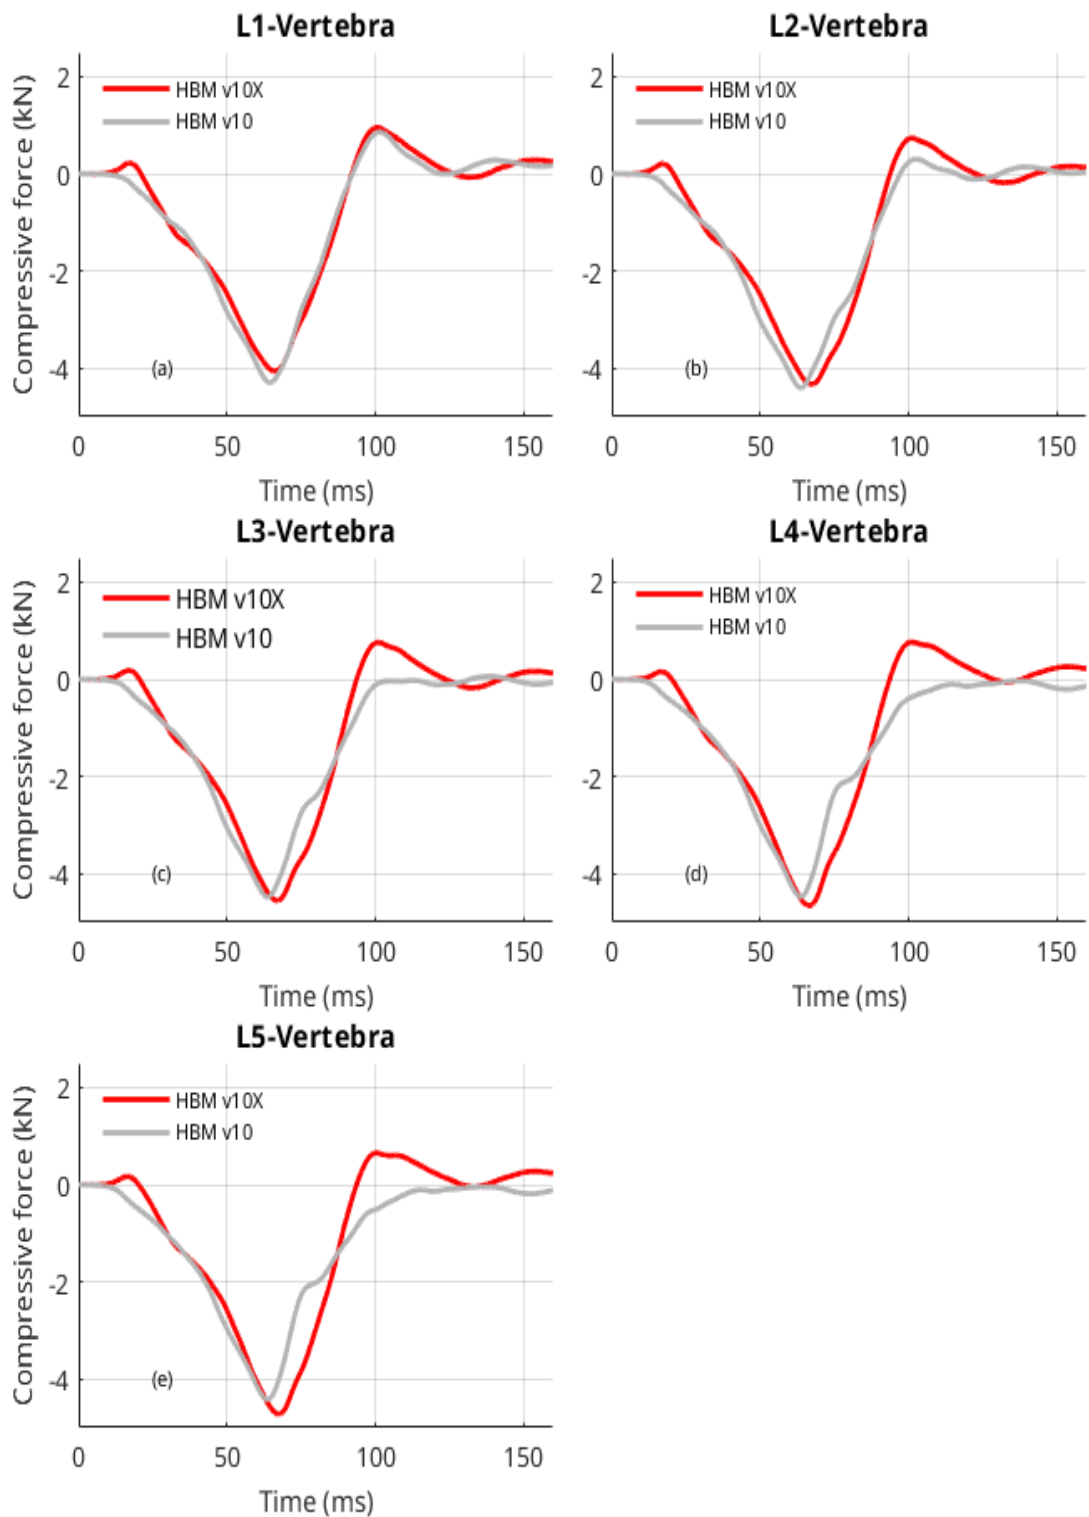 L1-Vertebra
Compressive force (kN)
2
0
-2
-4
HBM v10X
HBM v10
(a)
0 50 100 150
Time (ms)
L2-Vertebra
2
0
-2
-4
HBM v10X
HBM v10
(b)
0 50 100 150
Time (ms)
L3-Vertebra
Compressive force (kN)
2
0
-2
-4
HBM v10X
HBM v10
(c)
0 50 100 150
Time (ms)
L4-Vertebra
2
0
-2
-4
HBM v10X
HBM v10
(d)
0 50 100 150
Time (ms)
L5-Vertebra
Compressive force (kN)
2
0
-2
-4
HBM v10X
HBM v10
(e)
0 50 100 150
Time (ms)